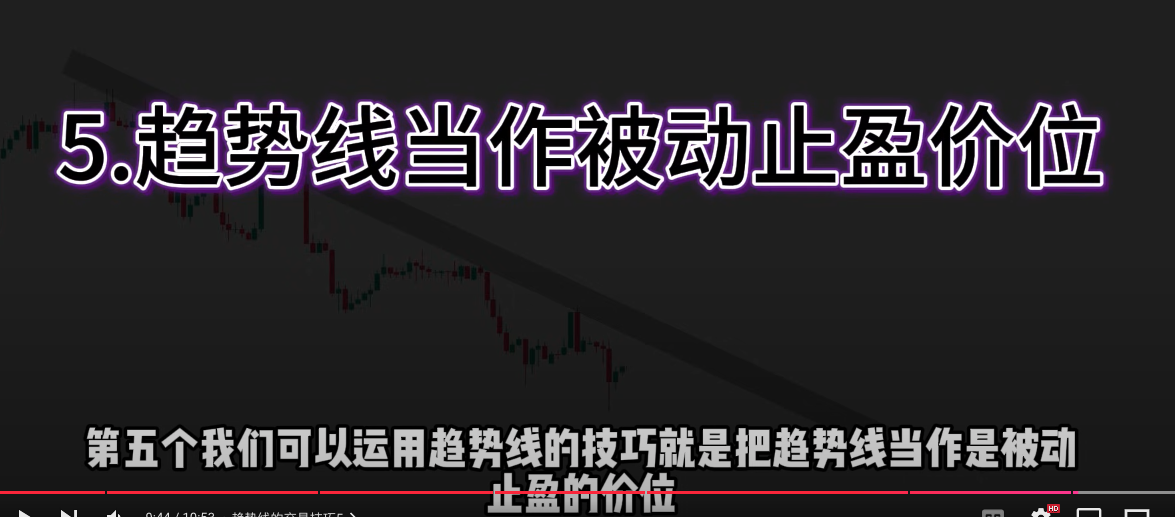 5.趋势线当作被动止盈价位
第五个我们可以运用趋势线的技巧就是把趋势线当作是被动
止盈的价位
9:44 / 10:53
趋势线的交易技巧5
HD